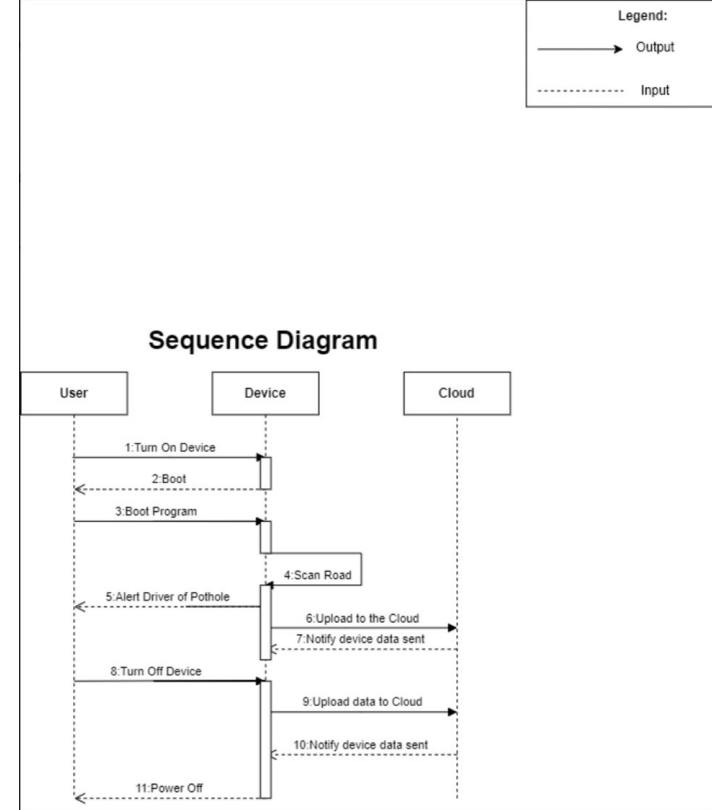 Legend:
Output
Input
Sequence Diagram
User
Device
Cloud
1:Turn On Device
2:Boot
3:Boot Program
4:Scan Road
5:Alert Driver of Pothole
6:Upload to the Cloud
7:Notify device data sent
8:Turn Off Device
9:Upload data to Cloud
10:Notify device data sent
11:Power Off